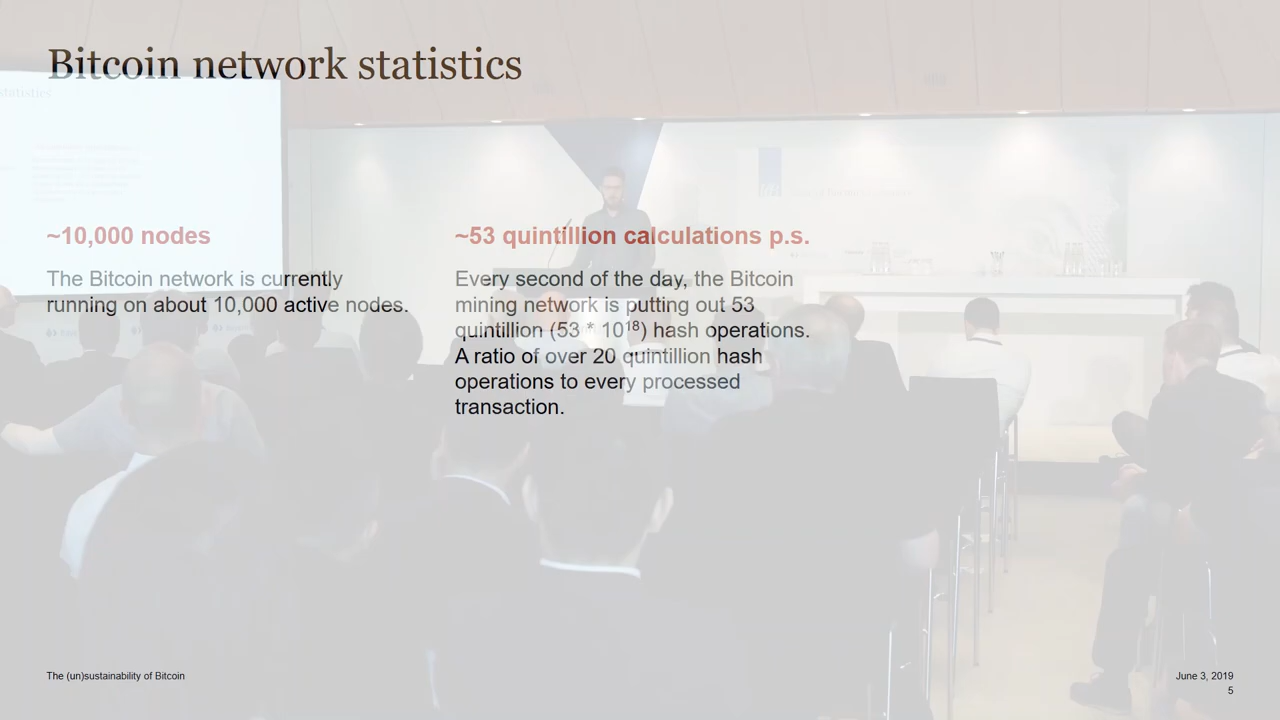 Bitcoin network statistics
statistics
~10,000 nodes
The Bitcoin network is currently
running on about 10,000 active nodes.
~53 quintillion calculations p.s.
Every second of the day, the Bitcoin
mining network is putting out 53
quintillion (53 * 10¹⁸) hash operations.
A ratio of over 20 quintillion hash
operations to every processed
transaction.
The (un)sustainability of Bitcoin
June 3, 2019
5